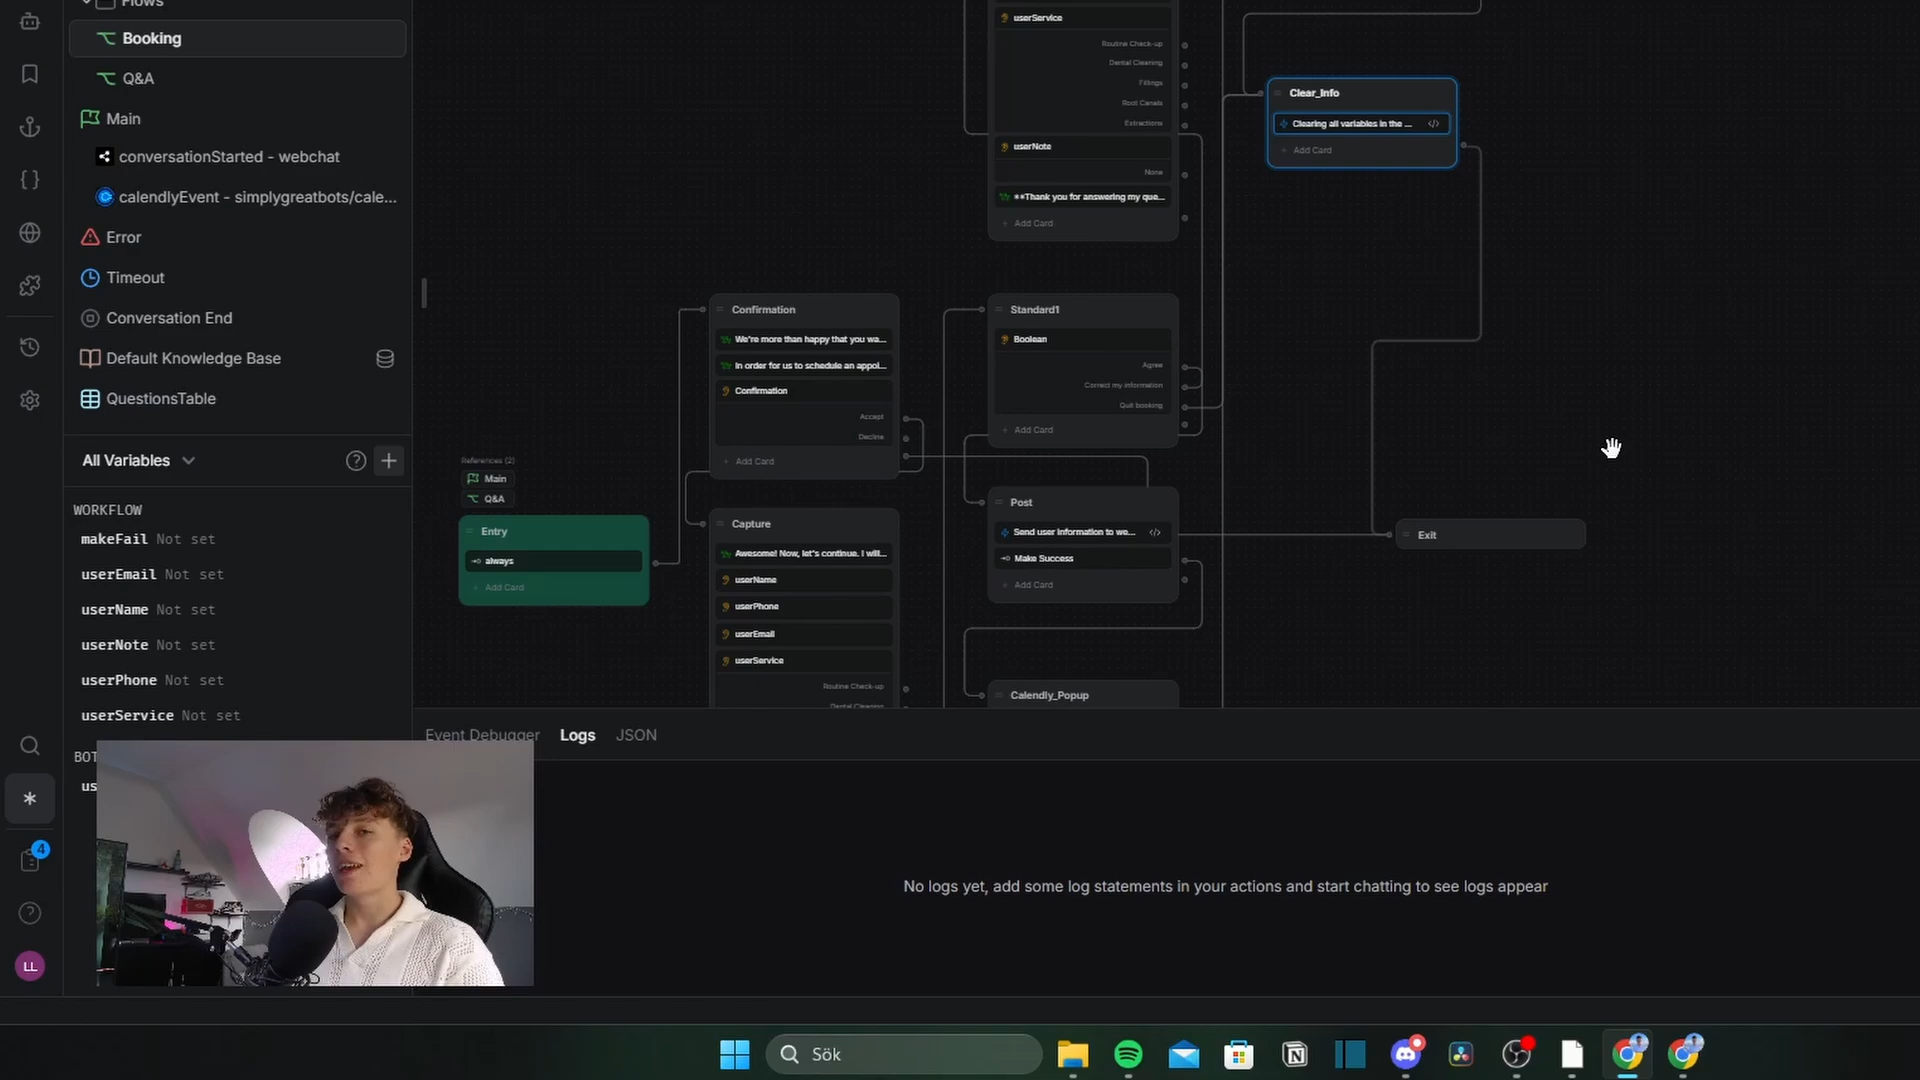 Flows
Booking
Q&A
Main
conversationStarted - webchat
calendlyEvent - simplygreatbots/cale...
Error
Timeout
Conversation End
Default Knowledge Base
QuestionsTable
All Variables
WORKFLOW
makeFail Not set
userEmail Not set
userName Not set
userNote Not set
userPhone Not set
userService Not set
BOT
us
4
LL
References (2)
Main
Q&A
Entry
always
Add Card
Confirmation
We're more than happy that you wa...
In order for us to schedule an appoi...
Confirmation
Accept
Decline
Add Card
Capture
Awesome! Now, let's continue. I will...
userName
userPhone
userEmail
userService
Routine Check-up
Dental Cleaning
userService
Routine Check-up
Dental Cleaning
Fillings
Root Canals
Extractions
userNote
None
**Thank you for answering my que...
Add Card
Standard1
Boolean
Agree
Correct my information
Quit booking
Add Card
Post
Send user information to we...
Make Success
Add Card
Calendly_Popup
Clear_Info
Clearing all variables in the ...
Add Card
Exit
Event Debugger Logs JSON
No logs yet, add some log statements in your actions and start chatting to see logs appear
Sök